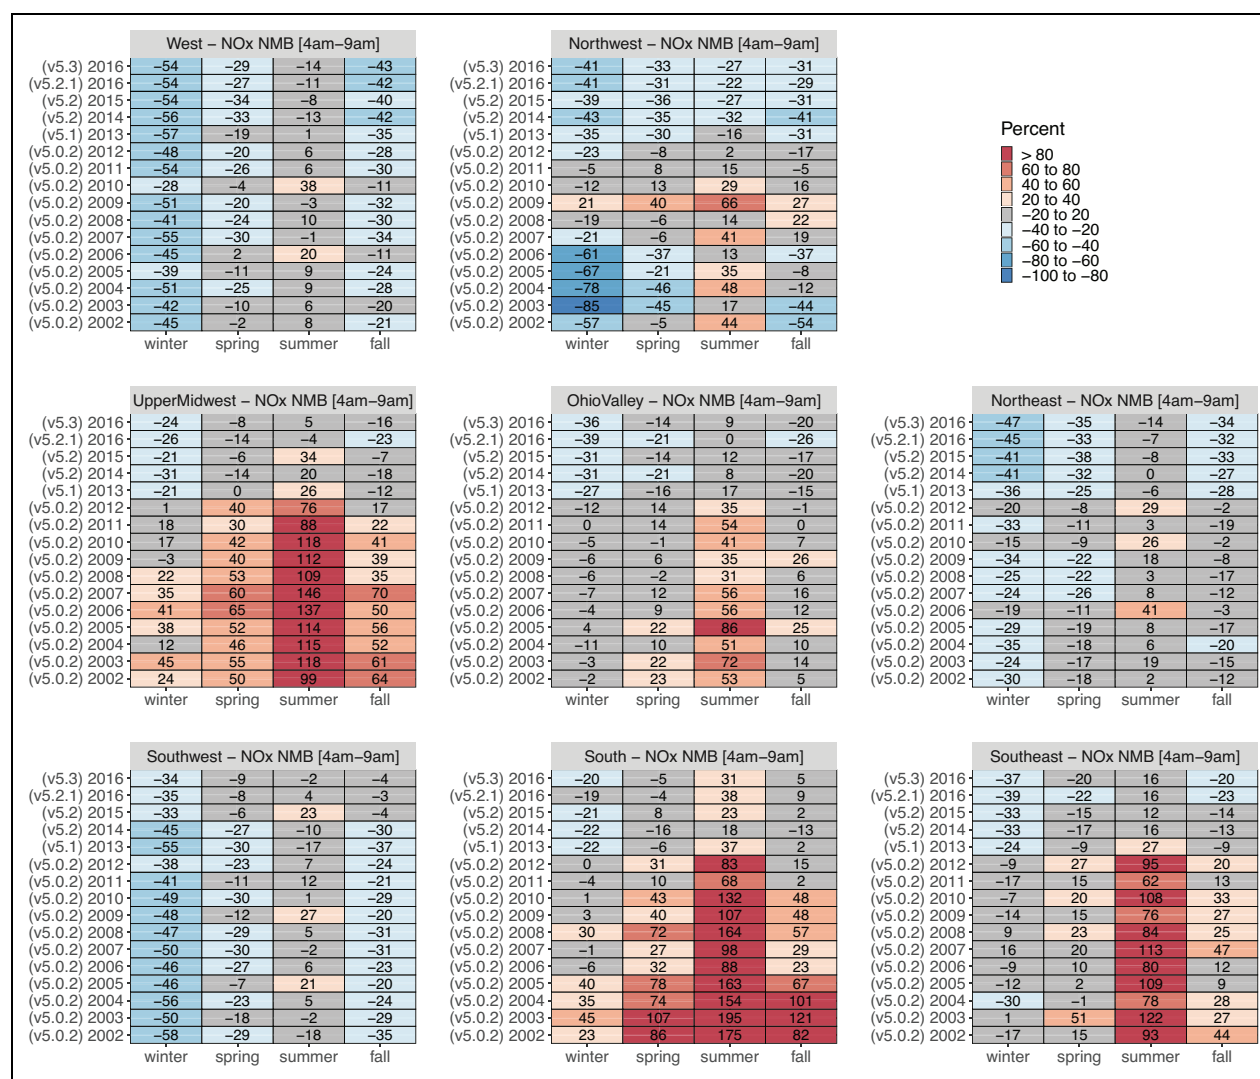 West – NOx NMB [4am–9am]
(v5.3) 2016 –54 –29 –14 –43
(v5.2.1) 2016 –54 –27 –11 –42
(v5.2) 2015 –54 –34 –8 –40
(v5.2) 2014 –56 –33 –13 –42
(v5.1) 2013 –57 –19 1 –35
(v5.0.2) 2012 –48 –20 6 –28
(v5.0.2) 2011 –54 –26 6 –30
(v5.0.2) 2010 –28 –4 38 –11
(v5.0.2) 2009 –51 –20 –3 –32
(v5.0.2) 2008 –41 –24 10 –30
(v5.0.2) 2007 –55 –30 –1 –34
(v5.0.2) 2006 –45 2 20 –11
(v5.0.2) 2005 –39 –11 9 –24
(v5.0.2) 2004 –51 –25 9 –28
(v5.0.2) 2003 –42 –10 6 –20
(v5.0.2) 2002 –45 –2 8 –21
winter spring summer fall
Northwest – NOx NMB [4am–9am]
(v5.3) 2016 –41 –33 –27 –31
(v5.2.1) 2016 –41 –31 –22 –29
(v5.2) 2015 –39 –36 –27 –31
(v5.2) 2014 –43 –35 –32 –41
(v5.1) 2013 –35 –30 –16 –31
(v5.0.2) 2012 –23 –8 2 –17
(v5.0.2) 2011 –5 8 15 –5
(v5.0.2) 2010 –12 13 29 16
(v5.0.2) 2009 21 40 66 27
(v5.0.2) 2008 –19 –6 14 22
(v5.0.2) 2007 –21 –6 41 19
(v5.0.2) 2006 –61 –37 13 –37
(v5.0.2) 2005 –67 –21 35 –8
(v5.0.2) 2004 –78 –46 48 –12
(v5.0.2) 2003 –85 –45 17 –44
(v5.0.2) 2002 –57 –5 44 –54
winter spring summer fall
Percent
> 80
60 to 80
40 to 60
20 to 40
–20 to 20
–40 to –20
–60 to –40
–80 to –60
–100 to –80
UpperMidwest – NOx NMB [4am–9am]
(v5.3) 2016 –24 –8 5 –16
(v5.2.1) 2016 –26 –14 –4 –23
(v5.2) 2015 –21 –6 34 –7
(v5.2) 2014 –31 –14 20 –18
(v5.1) 2013 –21 0 26 –12
(v5.0.2) 2012 1 40 76 17
(v5.0.2) 2011 18 30 88 22
(v5.0.2) 2010 17 42 118 41
(v5.0.2) 2009 –3 40 112 39
(v5.0.2) 2008 22 53 109 35
(v5.0.2) 2007 35 60 146 70
(v5.0.2) 2006 41 65 137 50
(v5.0.2) 2005 38 52 114 56
(v5.0.2) 2004 12 46 115 52
(v5.0.2) 2003 45 55 118 61
(v5.0.2) 2002 24 50 99 64
winter spring summer fall
OhioValley – NOx NMB [4am–9am]
(v5.3) 2016 –36 –14 9 –20
(v5.2.1) 2016 –39 –21 0 –26
(v5.2) 2015 –31 –14 12 –17
(v5.2) 2014 –31 –21 8 –20
(v5.1) 2013 –27 –16 17 –15
(v5.0.2) 2012 –12 14 35 –1
(v5.0.2) 2011 0 14 54 0
(v5.0.2) 2010 –5 –1 41 7
(v5.0.2) 2009 –6 6 35 26
(v5.0.2) 2008 –6 –2 31 6
(v5.0.2) 2007 –7 12 56 16
(v5.0.2) 2006 –4 9 56 12
(v5.0.2) 2005 4 22 86 25
(v5.0.2) 2004 –11 10 51 10
(v5.0.2) 2003 –3 22 72 14
(v5.0.2) 2002 –2 23 53 5
winter spring summer fall
Northeast – NOx NMB [4am–9am]
(v5.3) 2016 –47 –35 –14 –34
(v5.2.1) 2016 –45 –33 –7 –32
(v5.2) 2015 –41 –38 –8 –33
(v5.2) 2014 –41 –32 0 –27
(v5.1) 2013 –36 –25 –6 –28
(v5.0.2) 2012 –20 –8 29 –2
(v5.0.2) 2011 –33 –11 3 –19
(v5.0.2) 2010 –15 –9 26 –2
(v5.0.2) 2009 –34 –22 18 –8
(v5.0.2) 2008 –25 –22 3 –17
(v5.0.2) 2007 –24 –26 8 –12
(v5.0.2) 2006 –19 –11 41 –3
(v5.0.2) 2005 –29 –19 8 –17
(v5.0.2) 2004 –35 –18 6 –20
(v5.0.2) 2003 –24 –17 19 –15
(v5.0.2) 2002 –30 –18 2 –12
winter spring summer fall
Southwest – NOx NMB [4am–9am]
(v5.3) 2016 –34 –9 –2 –4
(v5.2.1) 2016 –35 –8 4 –3
(v5.2) 2015 –33 –6 23 –4
(v5.2) 2014 –45 –27 –10 –30
(v5.1) 2013 –55 –30 –17 –37
(v5.0.2) 2012 –38 –23 7 –24
(v5.0.2) 2011 –41 –11 12 –21
(v5.0.2) 2010 –49 –30 1 –29
(v5.0.2) 2009 –48 –12 27 –20
(v5.0.2) 2008 –47 –29 5 –31
(v5.0.2) 2007 –50 –30 –2 –31
(v5.0.2) 2006 –46 –27 6 –23
(v5.0.2) 2005 –46 –7 21 –20
(v5.0.2) 2004 –56 –23 5 –24
(v5.0.2) 2003 –50 –18 –2 –29
(v5.0.2) 2002 –58 –29 –18 –35
winter spring summer fall
South – NOx NMB [4am–9am]
(v5.3) 2016 –20 –5 31 5
(v5.2.1) 2016 –19 –4 38 9
(v5.2) 2015 –21 8 23 2
(v5.2) 2014 –22 –16 18 –13
(v5.1) 2013 –22 –6 37 2
(v5.0.2) 2012 0 31 83 15
(v5.0.2) 2011 –4 10 68 2
(v5.0.2) 2010 1 43 132 48
(v5.0.2) 2009 3 40 107 48
(v5.0.2) 2008 30 72 164 57
(v5.0.2) 2007 –1 27 98 29
(v5.0.2) 2006 –6 32 88 23
(v5.0.2) 2005 40 78 163 67
(v5.0.2) 2004 35 74 154 101
(v5.0.2) 2003 45 107 195 121
(v5.0.2) 2002 23 86 175 82
winter spring summer fall
Southeast – NOx NMB [4am–9am]
(v5.3) 2016 –37 –20 16 –20
(v5.2.1) 2016 –39 –22 16 –23
(v5.2) 2015 –33 –15 12 –14
(v5.2) 2014 –33 –17 16 –13
(v5.1) 2013 –24 –9 27 –9
(v5.0.2) 2012 –9 27 95 20
(v5.0.2) 2011 –17 15 62 13
(v5.0.2) 2010 –7 20 108 33
(v5.0.2) 2009 –14 15 76 27
(v5.0.2) 2008 9 23 84 25
(v5.0.2) 2007 16 20 113 47
(v5.0.2) 2006 –9 10 80 12
(v5.0.2) 2005 –12 2 109 9
(v5.0.2) 2004 –30 –1 78 28
(v5.0.2) 2003 1 51 122 27
(v5.0.2) 2002 –17 15 93 44
winter spring summer fall